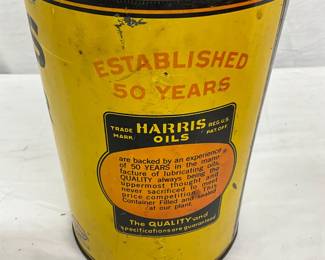 ESTABLISHED
50 YEARS
TRADE MARK HARRIS REG. U.S. PAT. OFF.
OILS
are backed by an experience
of 50 YEARS in the manu-
facture of lubricating oils,
QUALITY always being the
uppermost thought and
never sacrificed to meet
price competition. This
Container Filled and Sealed
at our plant.
The QUALITY and
specifications are guaranteed